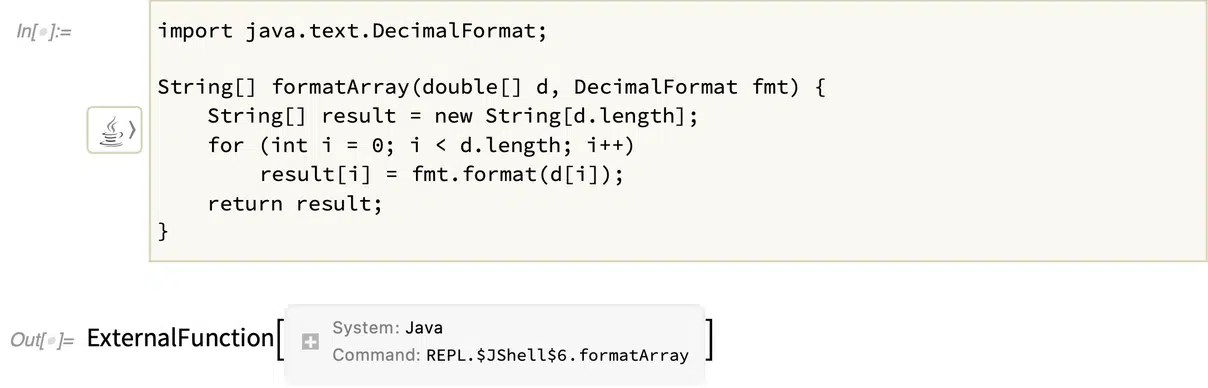 In[●]:=
import java.text.DecimalFormat;
String[] formatArray(double[] d, DecimalFormat fmt) {
    String[] result = new String[d.length];
    for (int i = 0; i < d.length; i++)
        result[i] = fmt.format(d[i]);
    return result;
}
Out[●]= ExternalFunction[
System: Java
Command: REPL.$JShell$6.formatArray
]